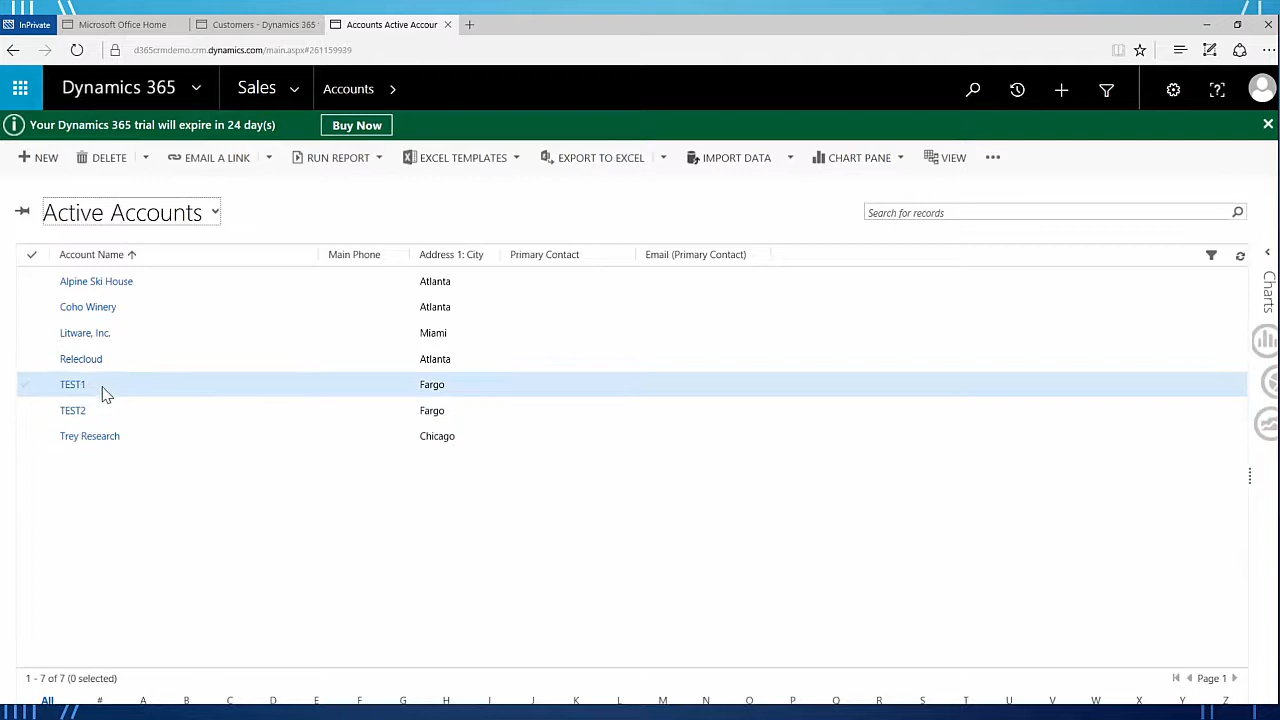 InPrivate Microsoft Office Home Customers - Dynamics 365 Accounts Active Accour
d365crmdemo.crm.dynamics.com/main.aspx#261159939
Dynamics 365 Sales Accounts
Your Dynamics 365 trial will expire in 24 day(s) Buy Now
NEW DELETE EMAIL A LINK RUN REPORT EXCEL TEMPLATES EXPORT TO EXCEL IMPORT DATA CHART PANE VIEW
Active Accounts Search for records
Account Name Main Phone Address 1: City Primary Contact Email (Primary Contact)
Charts
Alpine Ski House Atlanta
Coho Winery Atlanta
Litware, Inc. Miami
Relecloud Atlanta
TEST1 Fargo
TEST2 Fargo
Trey Research Chicago
1 - 7 of 7 (0 selected) Page 1
All # A B C D E F G H I J K L M N O P Q R S T U V W X Y Z